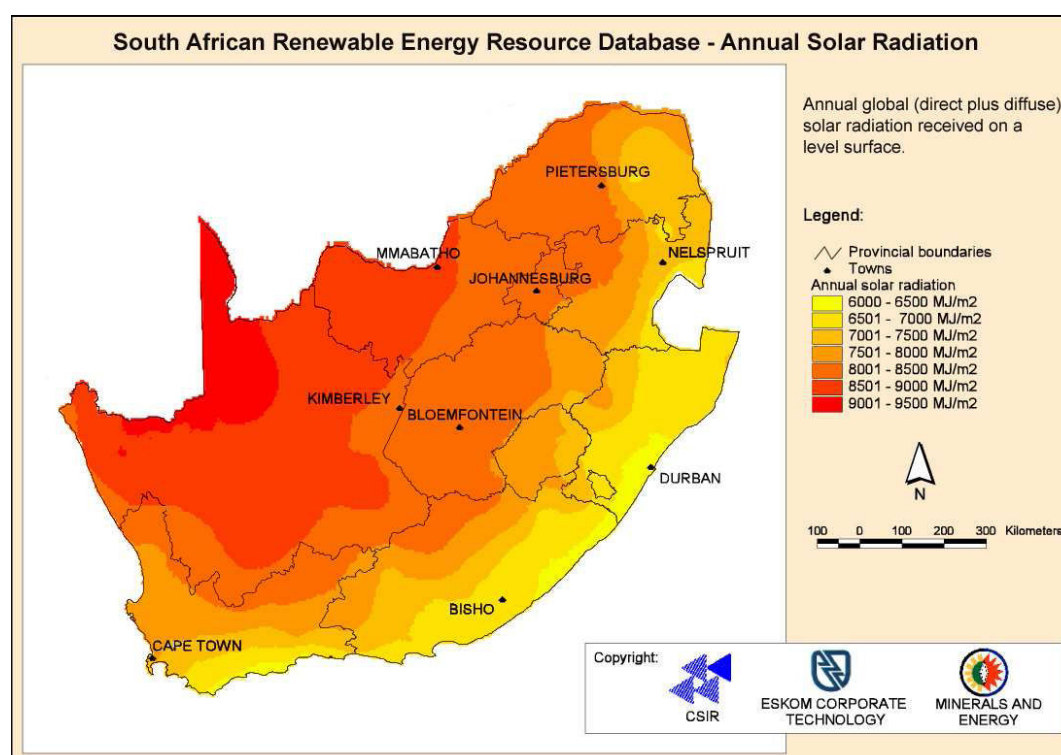 South African Renewable Energy Resource Database - Annual Solar Radiation
Annual global (direct plus diffuse)
solar radiation received on a
level surface.
Legend:
Provincial boundaries
Towns
Annual solar radiation
6000 - 6500 MJ/m2
6501 - 7000 MJ/m2
7001 - 7500 MJ/m2
7501 - 8000 MJ/m2
8001 - 8500 MJ/m2
8501 - 9000 MJ/m2
9001 - 9500 MJ/m2
N
100 0 100 200 300 Kilometers
PIETERSBURG
MMABATHO
NELSPRUIT
JOHANNESBURG
KIMBERLEY
BLOEMFONTEIN
DURBAN
BISHO
CAPE TOWN
Copyright:
CSIR
ESKOM CORPORATE
TECHNOLOGY
MINERALS AND
ENERGY